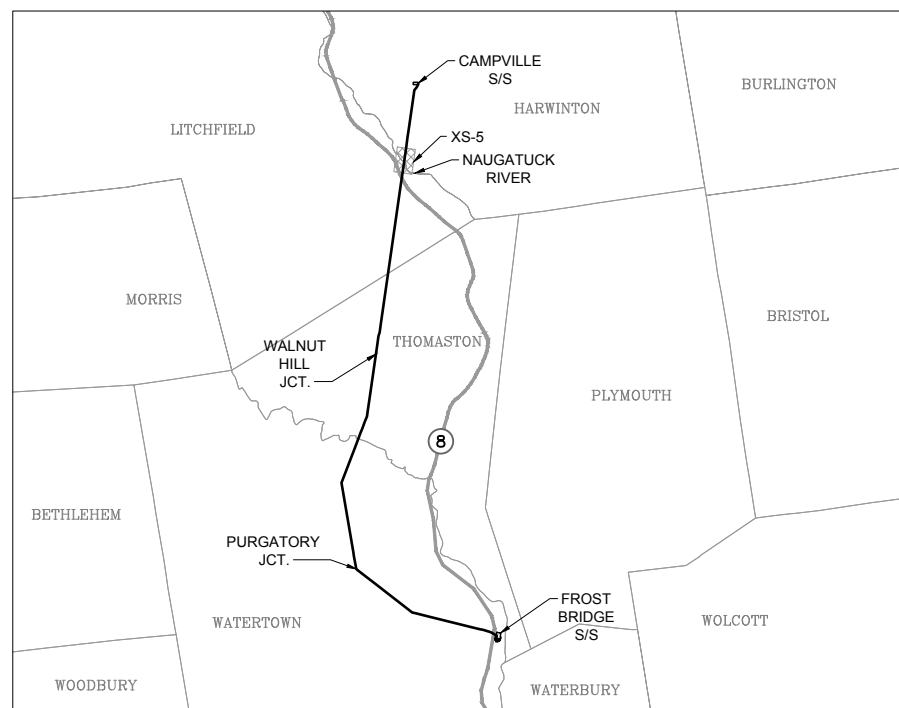 CAMPVILLE
S/S
BURLINGTON
HARWINTON
LITCHFIELD
XS-5
NAUGATUCK
RIVER
MORRIS
BRISTOL
WALNUT
HILL
JCT.
THOMASTON
PLYMOUTH
8
BETHLEHEM
PURGATORY
JCT.
FROST
BRIDGE
S/S
WATERTOWN
WOLCOTT
WOODBURY
WATERBURY